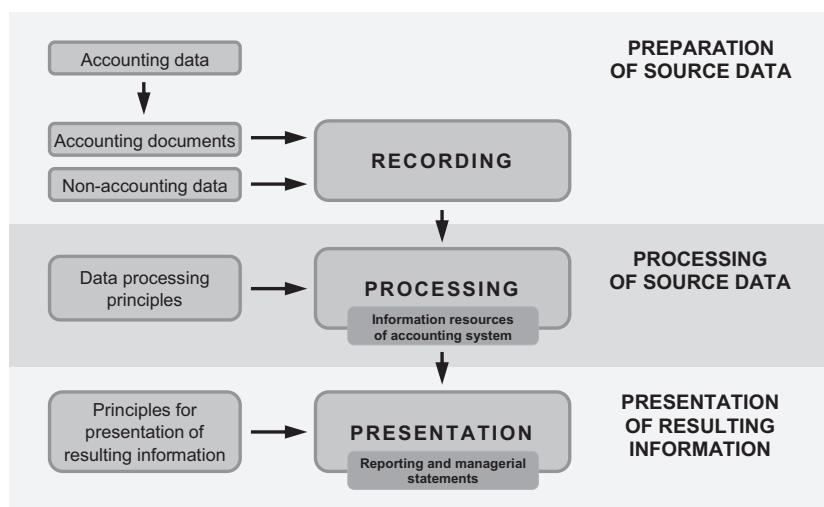 Accounting data
PREPARATION
OF SOURCE DATA
Accounting documents
Non-accounting data
RECORDING
Data processing
principles
PROCESSING
Information resources
of accounting system
PROCESSING
OF SOURCE DATA
Principles for
presentation of
resulting information
PRESENTATION
Reporting and managerial
statements
PRESENTATION
OF RESULTING
INFORMATION